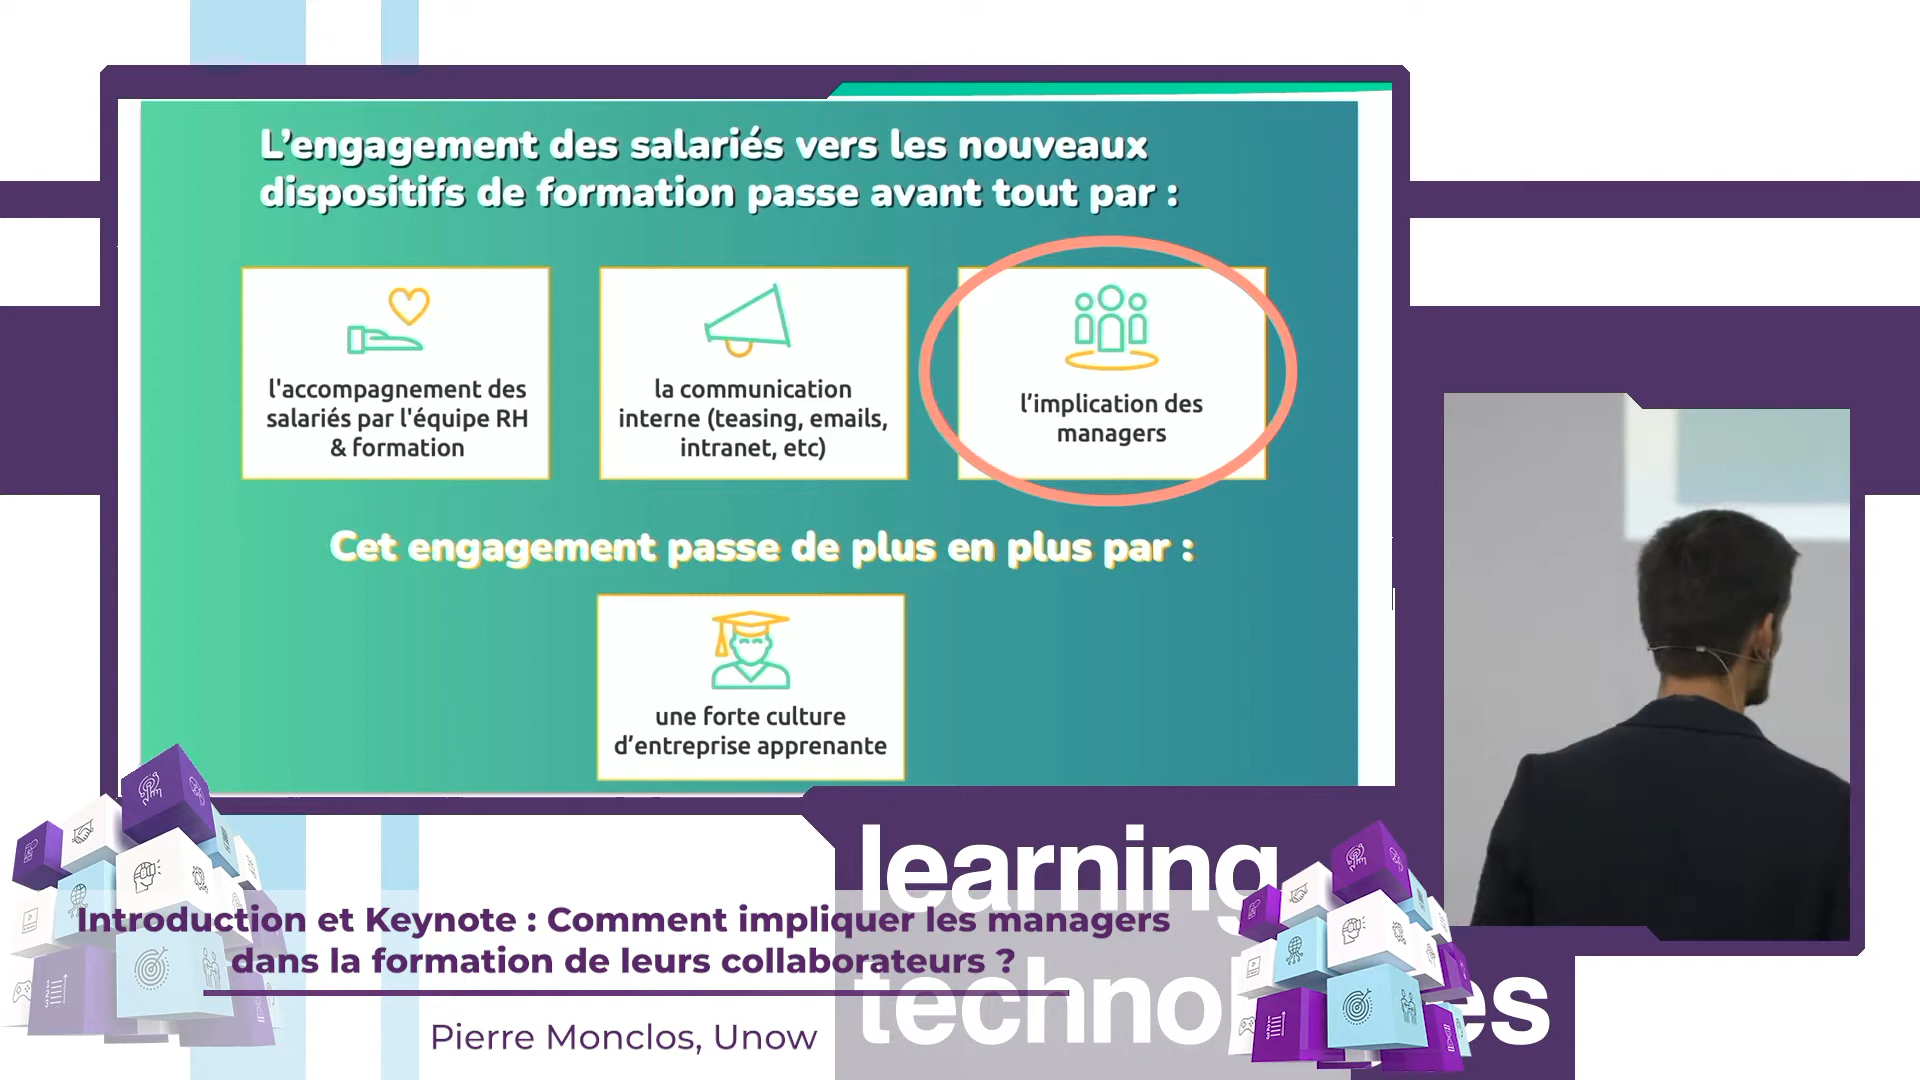 L’engagement des salariés vers les nouveaux
dispositifs de formation passe avant tout par :
l'accompagnement des
salariés par l'équipe RH
& formation
la communication
interne (teasing, emails,
intranet, etc)
l’implication des
managers
Cet engagement passe de plus en plus par :
une forte culture
d’entreprise apprenante
learning
techno es
Introduction et Keynote : Comment impliquer les managers
dans la formation de leurs collaborateurs ?
Pierre Monclos, Unow